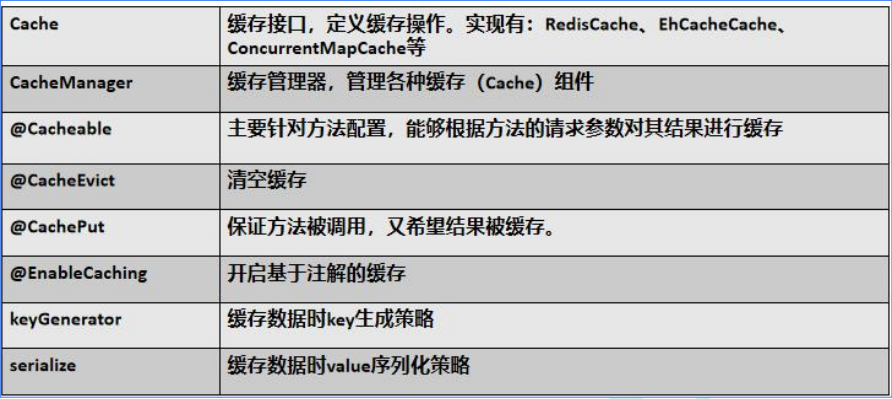 Cache
缓存接口，定义缓存操作。实现有：RedisCache、EhCacheCache、
ConcurrentMapCache等
CacheManager
缓存管理器，管理各种缓存（Cache）组件
@Cacheable
主要针对方法配置，能够根据方法的请求参数对其结果进行缓存
@CacheEvict
清空缓存
@CachePut
保证方法被调用，又希望结果被缓存。
@EnableCaching
开启基于注解的缓存
keyGenerator
缓存数据时key生成策略
serialize
缓存数据时value序列化策略